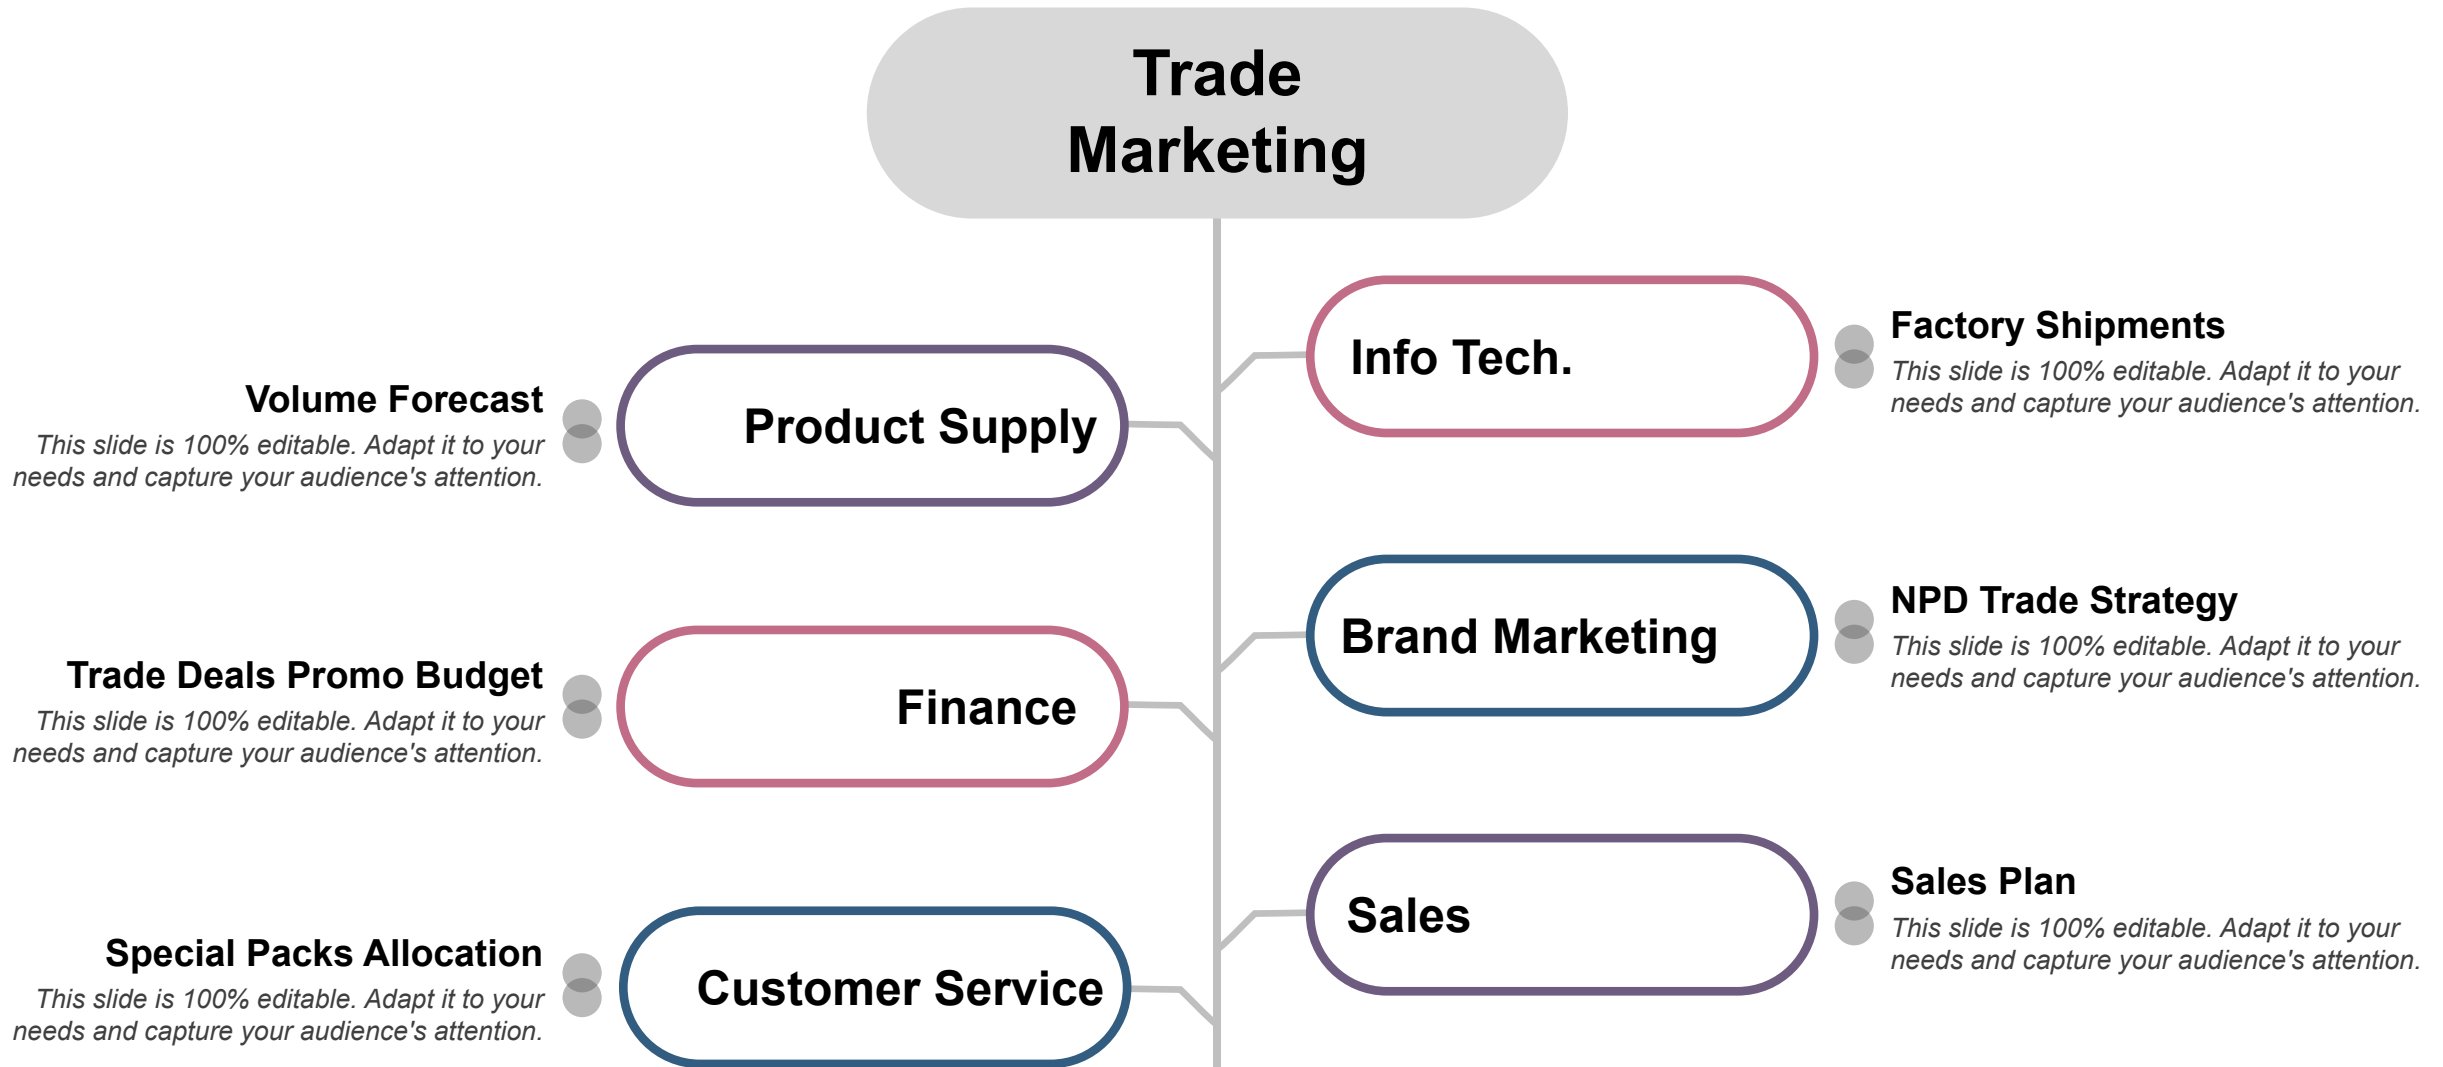 Trade
Marketing
Info Tech.
Factory Shipments
This slide is 100% editable. Adapt it to your
needs and capture your audience's attention.
Product Supply
Volume Forecast
This slide is 100% editable. Adapt it to your
needs and capture your audience's attention.
Brand Marketing
NPD Trade Strategy
This slide is 100% editable. Adapt it to your
needs and capture your audience's attention.
Finance
Trade Deals Promo Budget
This slide is 100% editable. Adapt it to your
needs and capture your audience's attention.
Sales
Sales Plan
This slide is 100% editable. Adapt it to your
needs and capture your audience's attention.
Customer Service
Special Packs Allocation
This slide is 100% editable. Adapt it to your
needs and capture your audience's attention.